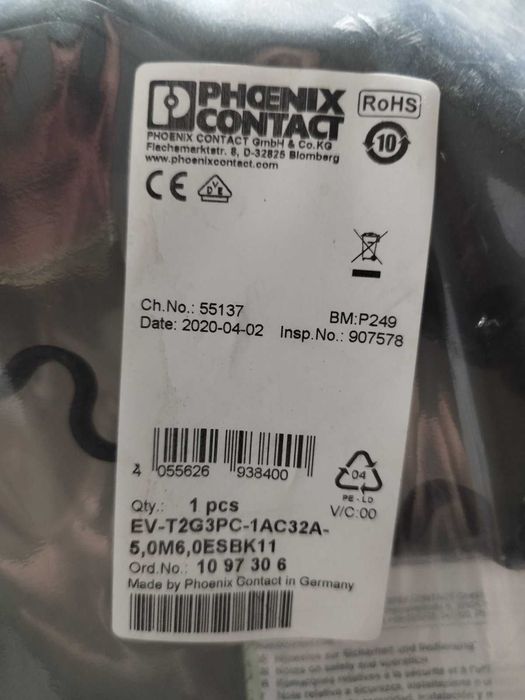 PHOENIX
CONTACT
RoHS
10
PHOENIX CONTACT GmbH & Co.KG
Flachsmarktstr. 8, D-32825 Blomberg
www.phoenixcontact.com
CE
VDE
Ch.No.: 55137
BM:P249
Date: 2020-04-02
Insp.No.: 907578
4 055626 938400
04
PE-LD
Qty.: 1 pcs
V/C:00
EV-T2G3PC-1AC32A-
5,0M6,0ESBK11
Ord.No.: 10 97 30 6
Made by Phoenix Contact in Germany